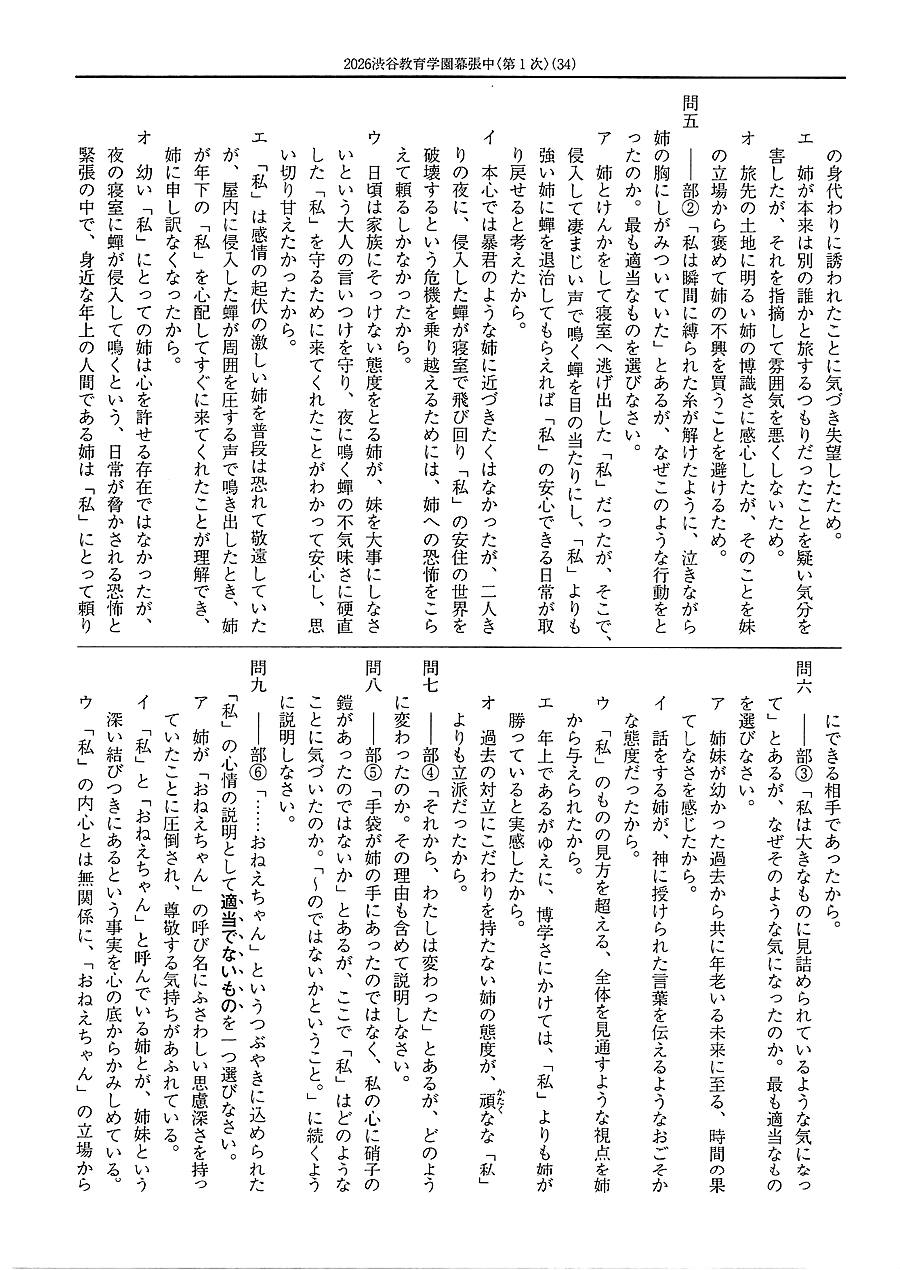 2026渋谷教育学園幕張中〈第1次〉(34)
の身代わりに誘われたことに気づき失望したため。
エ 姉が本来は別の誰かと旅するつもりだったことを疑い気分を
害したが、それを指摘して雰囲気を悪くしないため。
オ 旅先の土地に明るい姉の博識さに感心したが、そのことを妹
の立場から褒めて姉の不興を買うことを避けるため。
問五 ――部②「私は瞬間に縛られた糸が解けたように、泣きながら
姉の胸にしがみついていた」とあるが、なぜこのような行動をと
ったのか。最も適当なものを選びなさい。
ア 姉とけんかをして寝室へ逃げ出した「私」だったが、そこで、
侵入して凄まじい声で鳴く蟬を目の当たりにし、「私」よりも
強い姉に蟬を退治してもらえれば「私」の安心できる日常が取
り戻せると考えたから。
イ 本心では暴君のような姉に近づきたくはなかったが、二人き
りの夜に、侵入した蟬が寝室で飛び回り「私」の安住の世界を
破壊するという危機を乗り越えるためには、姉への恐怖をこら
えて頼るしかなかったから。
ウ 日頃は家族にそっけない態度をとる姉が、妹を大事にしなさ
いという大人の言いつけを守り、夜に鳴く蟬の不気味さに硬直
した「私」を守るために来てくれたことがわかって安心し、思
い切り甘えたかったから。
エ 「私」は感情の起伏の激しい姉を普段は恐れて敬遠していた
が、屋内に侵入した蟬が周囲を圧する声で鳴き出したとき、姉
が年下の「私」を心配してすぐに来てくれたことが理解でき、
姉に申し訳なくなったから。
オ 幼い「私」にとっての姉は心を許せる存在ではなかったが、
夜の寝室に蟬が侵入して鳴くという、日常が脅かされる恐怖と
緊張の中で、身近な年上の人間である姉は「私」にとって頼り
にできる相手であったから。
問六 ――部③「私は大きなものに見詰められているような気になっ
て」とあるが、なぜそのような気になったのか。最も適当なもの
を選びなさい。
ア 姉妹が幼かった過去から共に年老いる未来に至る、時間の果
てしなさを感じたから。
イ 話をする姉が、神に授けられた言葉を伝えるようなおごそか
な態度だったから。
ウ 「私」のものの見方を超える、全体を見通すような視点を姉
から与えられたから。
エ 年上であるがゆえに、博学さにかけては、「私」よりも姉が
勝っていると実感したから。
オ 過去の対立にこだわりを持たない姉の態度が、頑なな「私」
かたく
よりも立派だったから。
問七 ――部④「それから、わたしは変わった」とあるが、どのよう
に変わったのか。その理由も含めて説明しなさい。
問八 ――部⑤「手袋が姉の手にあったのではなく、私の心に硝子の
鎧があったのではないか」とあるが、ここで「私」はどのような
ことに気づいたのか。「〜のではないかということ。」に続くよう
に説明しなさい。
問九 ――部⑥「……おねえちゃん」というつぶやきに込められた
「私」の心情の説明として適当でないものを一つ選びなさい。
ア 姉が「おねえちゃん」の呼び名にふさわしい思慮深さを持っ
ていたことに圧倒され、尊敬する気持ちがあふれている。
イ 「私」と「おねえちゃん」と呼んでいる姉とが、姉妹という
深い結びつきにあるという事実を心の底からかみしめている。
ウ 「私」の内心とは無関係に、「おねえちゃん」の立場から